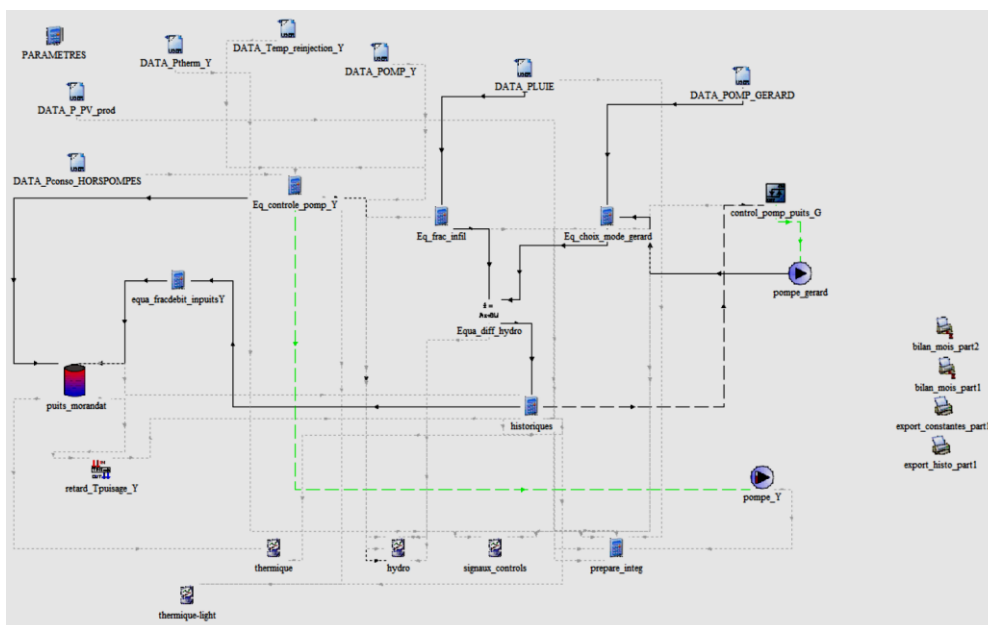 PARAMETRES
DATA_Ptherm_Y
DATA_Temp_reinjection_Y
DATA_POMP_Y
DATA_PLUIE
DATA_POMP_GERARD
DATA_P_PV_prod
DATA_Pconso_HORSPOMPES
Eq_controle_pomp_Y
Eq_frac_infil
Eq_choix_mode_gerard
control_pomp_puits_G
pompe_gerard
equa_fracdebit_inpuitsY
Equa_diff_hydro
bilan_mois_part2
bilan_mois_part1
puits_morandat
historiques
export_constantes_part1
export_histo_part1
retard_Tpuisage_Y
pompe_Y
thermique
hydro
signaux_controls
prepare_integ
thermique-light